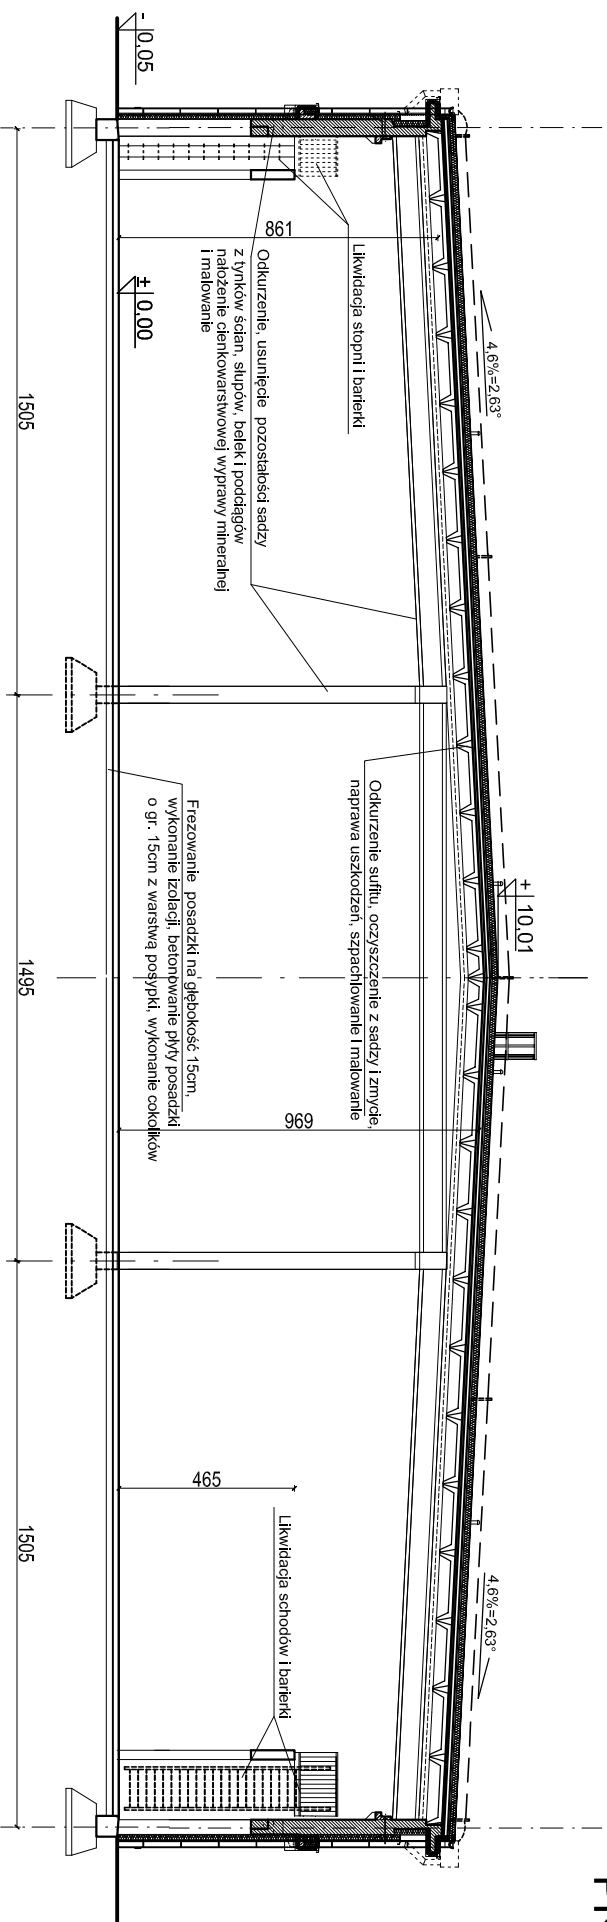 - 0,05
± 0,00
861
Likwidacja stopni i barierki
Odkurzenie, usunięcie pozostałości sadzy
z tynków ścian, słupów, belek i podciągów
nałożenie cienkowarstwowej wyprawy mineralnej
i malowanie
4,6%=2,63°
1505
+ 10,01
Odkurzenie sufitu, oczyszczenie z sadzy i zmycie,
naprawa uszkodzeń, szpachlowanie i malowanie
Frezowanie posadzki na głębokość 15cm,
wykonanie izolacji, betonowanie płyty posadzki
o gr. 15cm z warstwą posypki, wykonanie cokolików
969
1495
465
Likwidacja schodów i barierki
4,6%=2,63°
1505